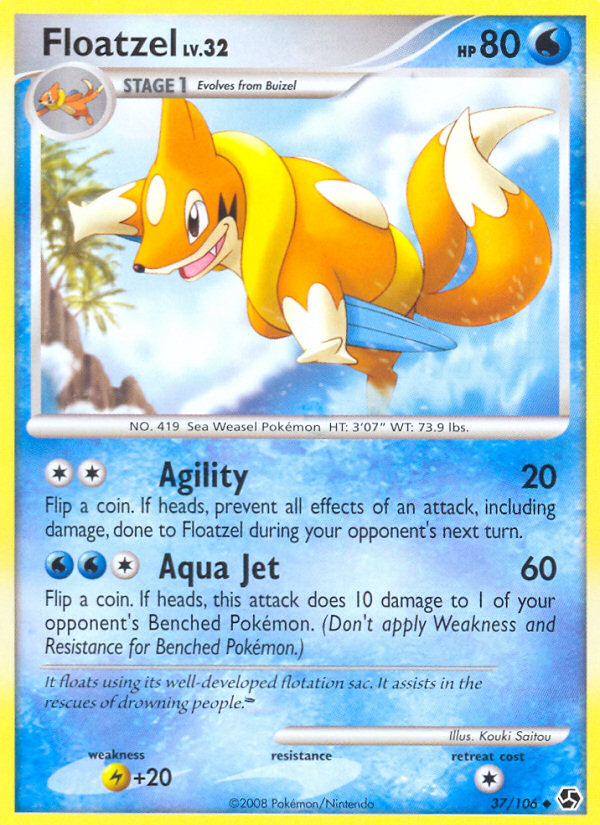 Floatzel LV.32 HP 80
STAGE 1 Evolves from Buizel
NO. 419 Sea Weasel Pokémon HT: 3'07" WT: 73.9 lbs.
Agility 20
Flip a coin. If heads, prevent all effects of an attack, including
damage, done to Floatzel during your opponent's next turn.
Aqua Jet 60
Flip a coin. If heads, this attack does 10 damage to 1 of your
opponent's Benched Pokémon. (Don't apply Weakness and
Resistance for Benched Pokémon.)
It floats using its well-developed flotation sac. It assists in the
rescues of drowning people.
Illus. Kouki Saitou
weakness resistance retreat cost
+20
©2008 Pokémon/Nintendo 37/106